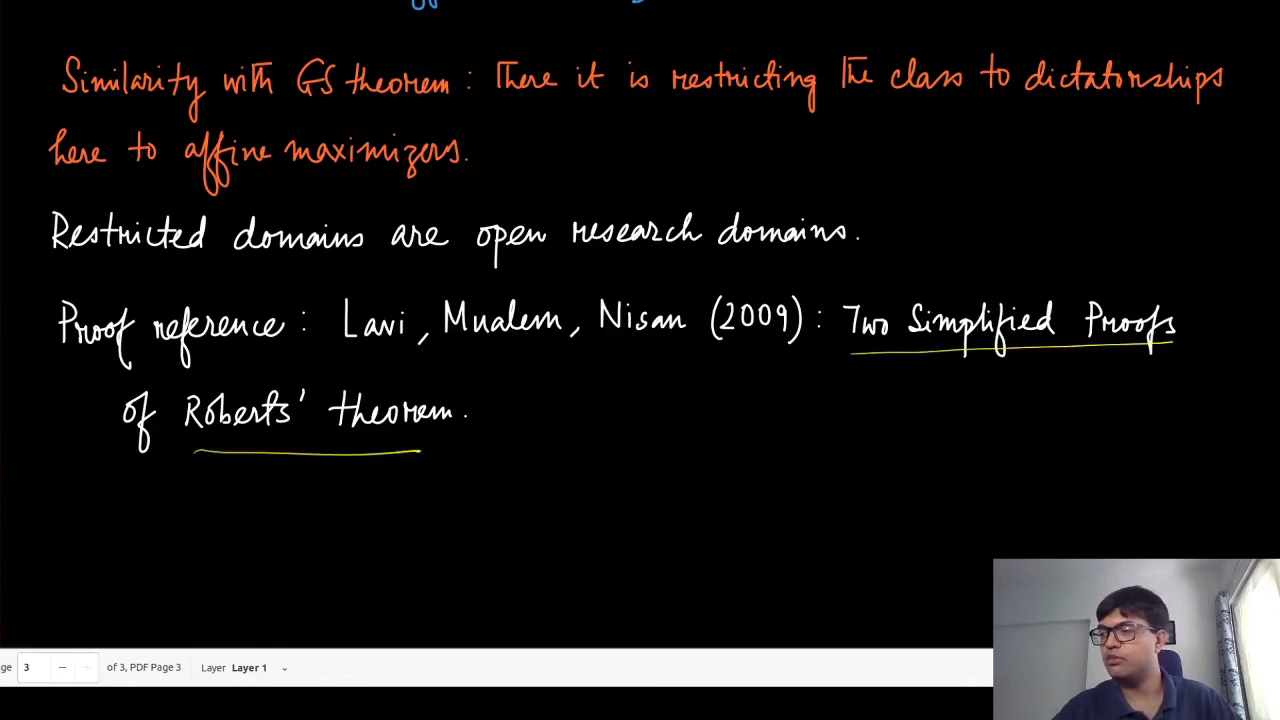 Similarity with GS theorem : There it is restricting the class to dictatorships
here to affine maximizers.
Restricted domains are open research domains.
Proof reference : Lavi, Mualem, Nisan (2009) : Two Simplified Proofs
of Roberts' theorem.
ge 3 − + of 3, PDF Page 3 Layer Layer 1